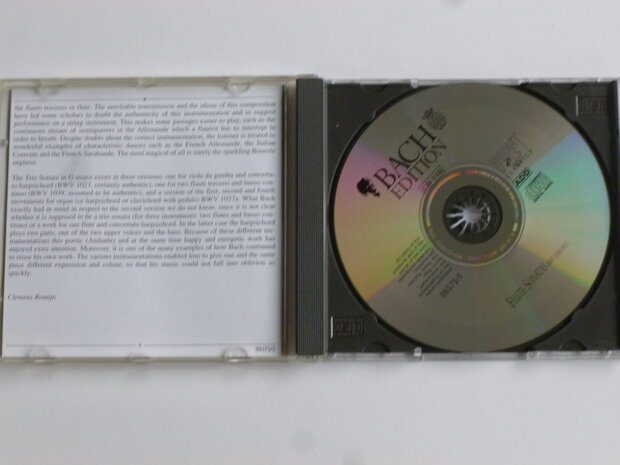 the flauto traverso or flute. The unreliable transmission and the idiom of this composition
have led some scholars to doubt the authenticity of this instrumentation and to suggest
performance on a string instrument. This makes some passages easier to play, such as the
continuous stream of semiquavers in the Allemande which a flautist has to interrupt in
order to breath. Despite doubts about the correct instrumentation, the listener is treated to
wonderful examples of characteristic dances such as the French Allemande, the Italian
Corrente and the French Sarabande. The most magical of all is surely the sparkling Bourrée
anglaise.
The Trio Sonata in G major exists in three versions: one for viola da gamba and concerta-
to harpsichord (BWV 1027, certainly authentic), one for two flauti traversi and basso con-
tinuo (BWV 1039, assumed to be authentic), and a version of the first, second and fourth
movements for organ (or harpsichord or clavichord with pedals) BWV 1027a. What Bach
exactly had in mind in respect to the second version we do not know, since it is not clear
whether it is supposed to be a trio sonata (for three instruments: two flutes and basso con-
tinuo) or a work for one flute and concertato harpsichord. In the latter case the harpsichord
plays two parts, one of the two upper voices and the bass. Because of these different ins-
trumentations this poetic (Andante) and at the same time happy and energetic work has
enjoyed extra attention. Moreover, it is one of the many examples of how Bach continued
to reuse his own work. The various instrumentations enabled him to give one and the same
piece different expression and colour, so that his music could not fall into oblivion so
quickly.
Clemens Romijn
99375/5
BACH
EDITION
CLASSICS
ADD
COMPACT
disc
DIGITAL AUDIO
99375/5
FLUTE SONATAS